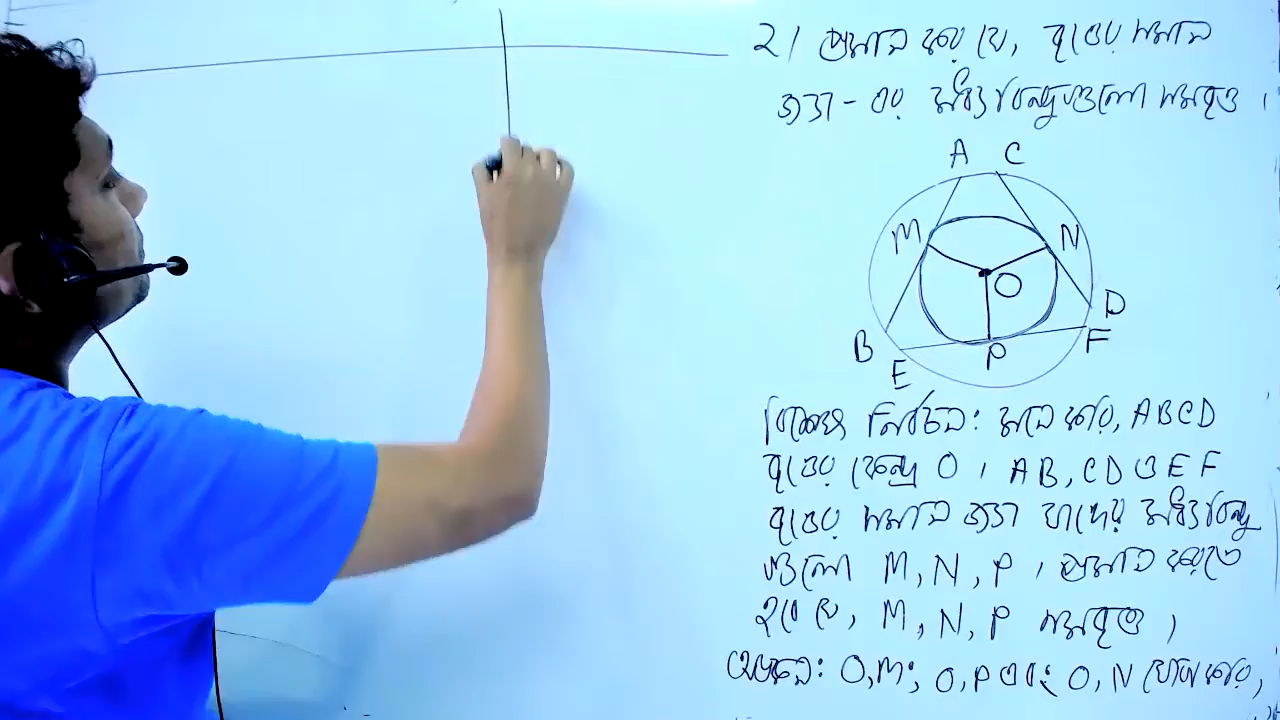 ২। প্রমান কর যে, বৃত্তের সমান
জ্যা-এর মধ্যবিন্দুগুলো সমবৃত্ত।
A C
M N
O
D
B P F
E
বিশেষ নির্বচন: মনে করি, ABCD
বৃত্তের কেন্দ্র O। AB, CD ও EF
বৃত্তের সমান জ্যা যাদের মধ্যবিন্দু
গুলো M, N, P। প্রমান করতে
হবে যে, M, N, P সমবৃত্ত।
অংকন: O,M; O,P এবং O,N যোগ করি,